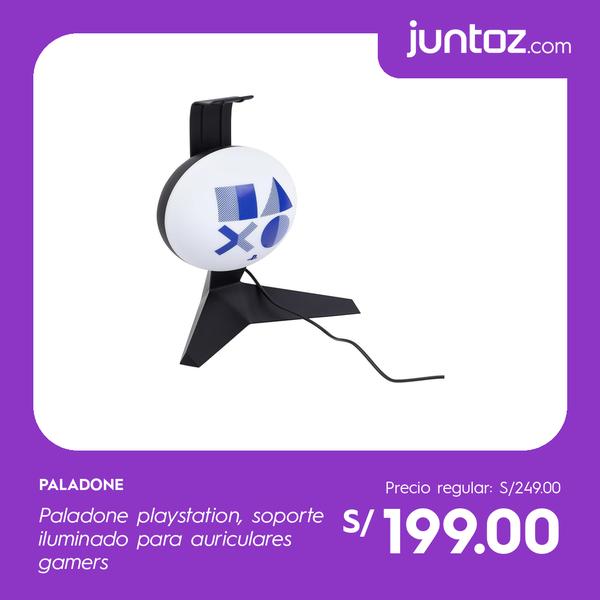 juntoz.com
PALADONE
Paladone playstation, soporte
iluminado para auriculares
gamers
Precio regular: S/249.00
S/199.00